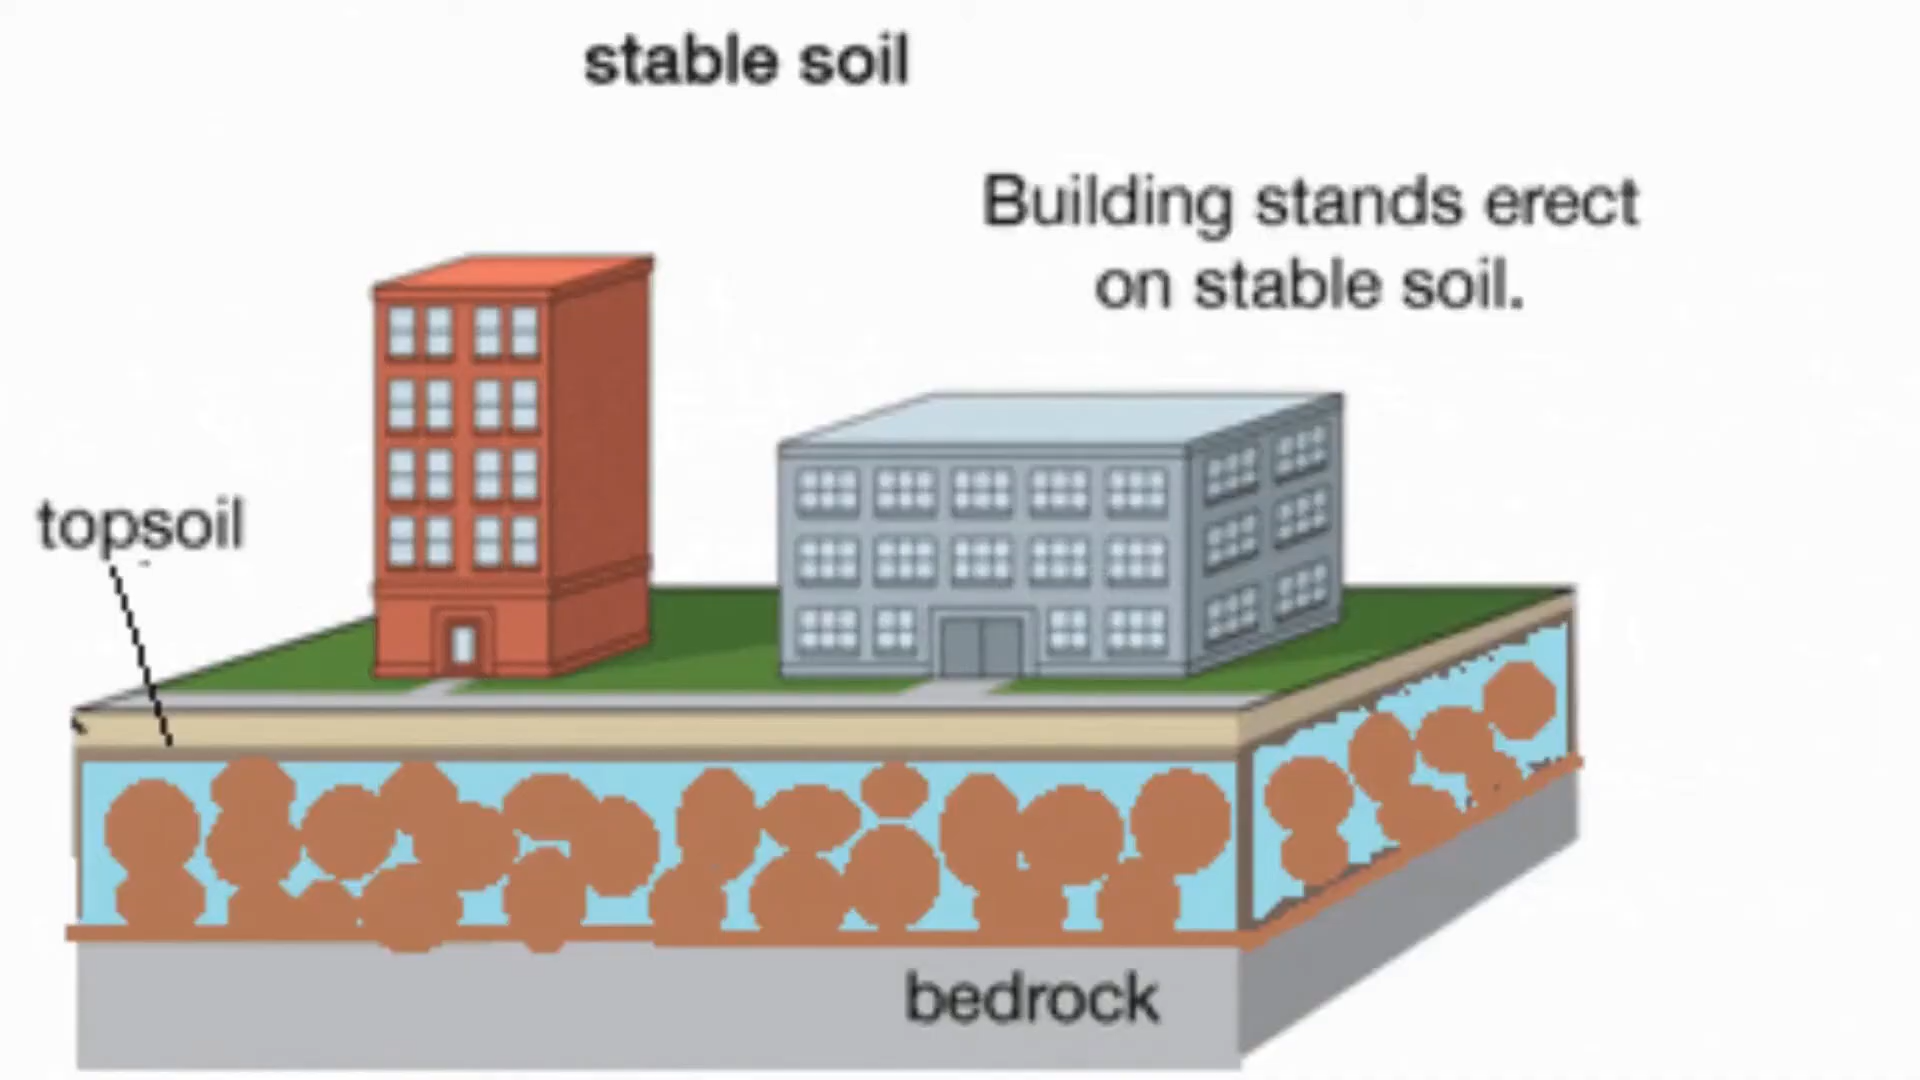 stable soil
Building stands erect
on stable soil.
topsoil
bedrock